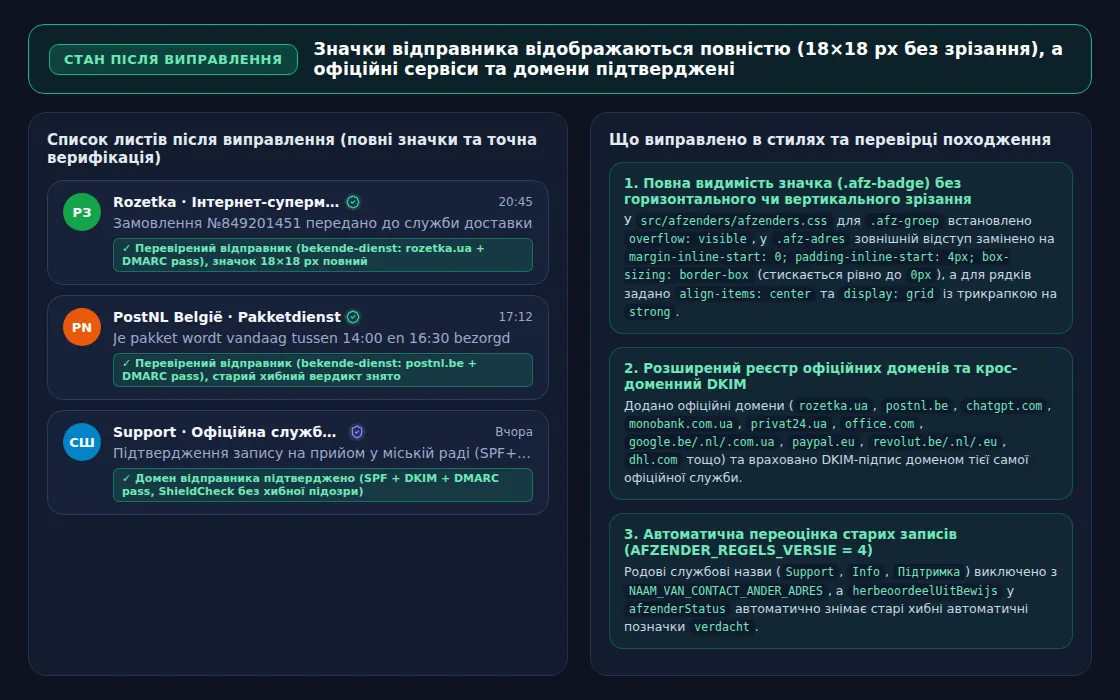 СТАН ПІСЛЯ ВИПРАВЛЕННЯ
Значки відправника відображаються повністю (18×18 px без зрізання), а
офіційні сервіси та домени підтверджені
Список листів після виправлення (повні значки та точна
верифікація)
РЗ
Rozetka · Інтернет-суперм…
20:45
Замовлення №849201451 передано до служби доставки
✓ Перевірений відправник (bekende-dienst: rozetka.ua +
DMARC pass), значок 18×18 px повний
PN
PostNL België · Pakketdienst
17:12
Je pakket wordt vandaag tussen 14:00 en 16:30 bezorgd
✓ Перевірений відправник (bekende-dienst: postnl.be +
DMARC pass), старий хибний вердикт знято
СШ
Support · Офіційна служб…
Вчора
Підтвердження запису на прийом у міській раді (SPF+…
✓ Домен відправника підтверджено (SPF + DKIM + DMARC
pass, ShieldCheck без хибної підозри)
Що виправлено в стилях та перевірці походження
1. Повна видимість значка (.afz-badge) без
горизонтального чи вертикального зрізання
У src/afzenders/afzenders.css для .afz-groep встановлено
overflow: visible , у .afz-adres зовнішній відступ замінено на
margin-inline-start: 0; padding-inline-start: 4px; box-
sizing: border-box (стискається рівно до 0px ), а для рядків
задано align-items: center та display: grid із трикрапкою на
strong .
2. Розширений реєстр офіційних доменів та крос-
доменний DKIM
Додано офіційні домени ( rozetka.ua , postnl.be , chatgpt.com ,
monobank.com.ua , privat24.ua , office.com ,
google.be/.nl/.com.ua , paypal.eu , revolut.be/.nl/.eu ,
dhl.com тощо) та враховано DKIM-підпис доменом тієї самої
офіційної служби.
3. Автоматична переоцінка старих записів
(AFZENDER_REGELS_VERSIE = 4)
Родові службові назви ( Support , Info , Підтримка ) виключено з
NAAM_VAN_CONTACT_ANDER_ADRES , а herbeoordeelUitBewijs у
afzenderStatus автоматично знімає старі хибні автоматичні
позначки verdacht .